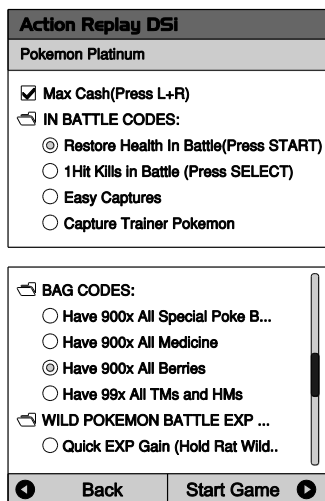 Action Replay DSi
Pokemon Platinum
Max Cash(Press L+R)
IN BATTLE CODES:
Restore Health In Battle(Press START)
1Hit Kills in Battle (Press SELECT)
Easy Captures
Capture Trainer Pokemon
BAG CODES:
Have 900x All Special Poke B...
Have 900x All Medicine
Have 900x All Berries
Have 99x All TMs and HMs
WILD POKEMON BATTLE EXP ...
Quick EXP Gain (Hold Rat Wild..
Back
Start Game